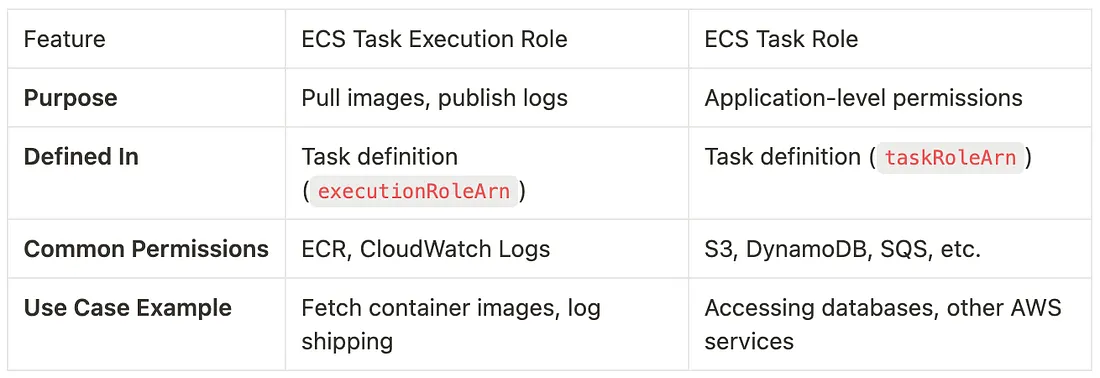 Feature ECS Task Execution Role ECS Task Role
Purpose Pull images, publish logs Application-level permissions
Defined In Task definition Task definition (taskRoleArn)
(executionRoleArn)
Common Permissions ECR, CloudWatch Logs S3, DynamoDB, SQS, etc.
Use Case Example Fetch container images, log Accessing databases, other AWS
shipping services